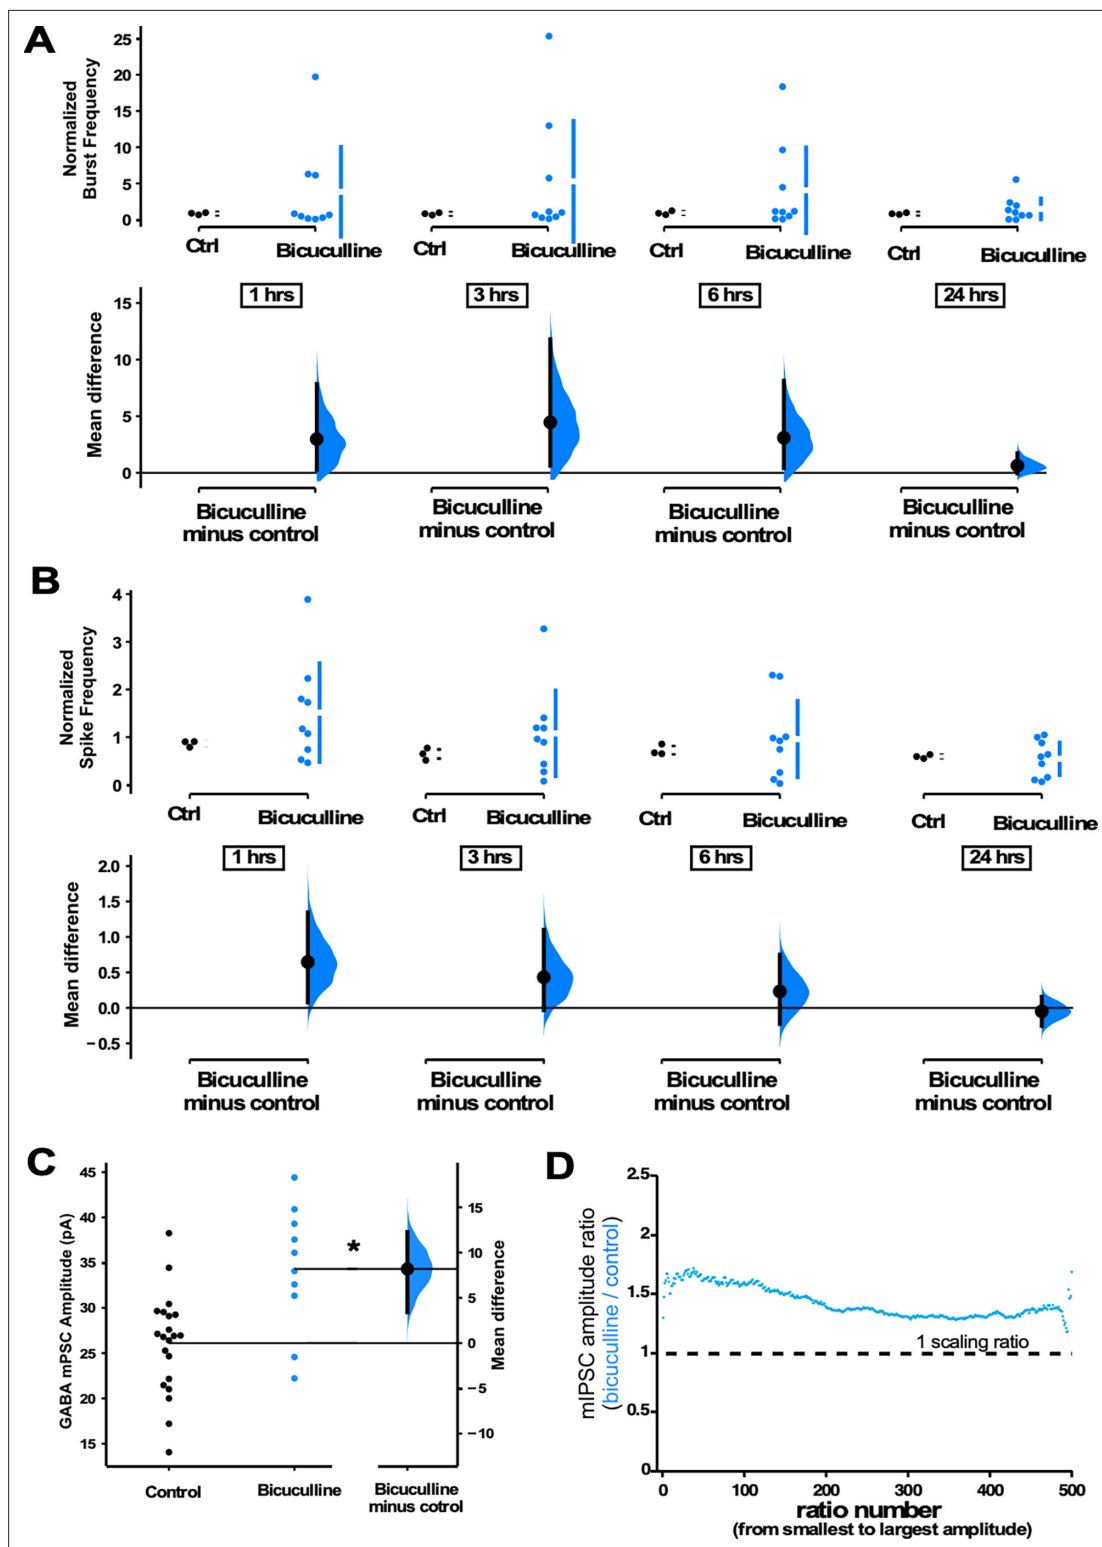 A
Normalized
Burst Frequency
25
20
15
10
5
0
Ctrl
Bicuculline
Ctrl
Bicuculline
Ctrl
Bicuculline
Ctrl
Bicuculline
1 hrs
3 hrs
6 hrs
24 hrs
Mean difference
15
10
5
0
Bicuculline
minus control
Bicuculline
minus control
Bicuculline
minus control
Bicuculline
minus control
B
Normalized
Spike Frequency
4
3
2
1
0
Ctrl
Bicuculline
Ctrl
Bicuculline
Ctrl
Bicuculline
Ctrl
Bicuculline
1 hrs
3 hrs
6 hrs
24 hrs
Mean difference
2.0
1.5
1.0
0.5
0.0
−0.5
Bicuculline
minus control
Bicuculline
minus control
Bicuculline
minus control
Bicuculline
minus control
C
GABA mPSC Amplitude (pA)
45
40
35
30
25
20
15
*
15
10
5
0
−5
−10
Mean difference
Control
Bicuculline
Bicuculline
minus cotrol
D
mIPSC amplitude ratio
(bicuculline / control)
2.5
2
1.5
1
0.5
0
1 scaling ratio
0
100
200
300
400
500
ratio number
(from smallest to largest amplitude)